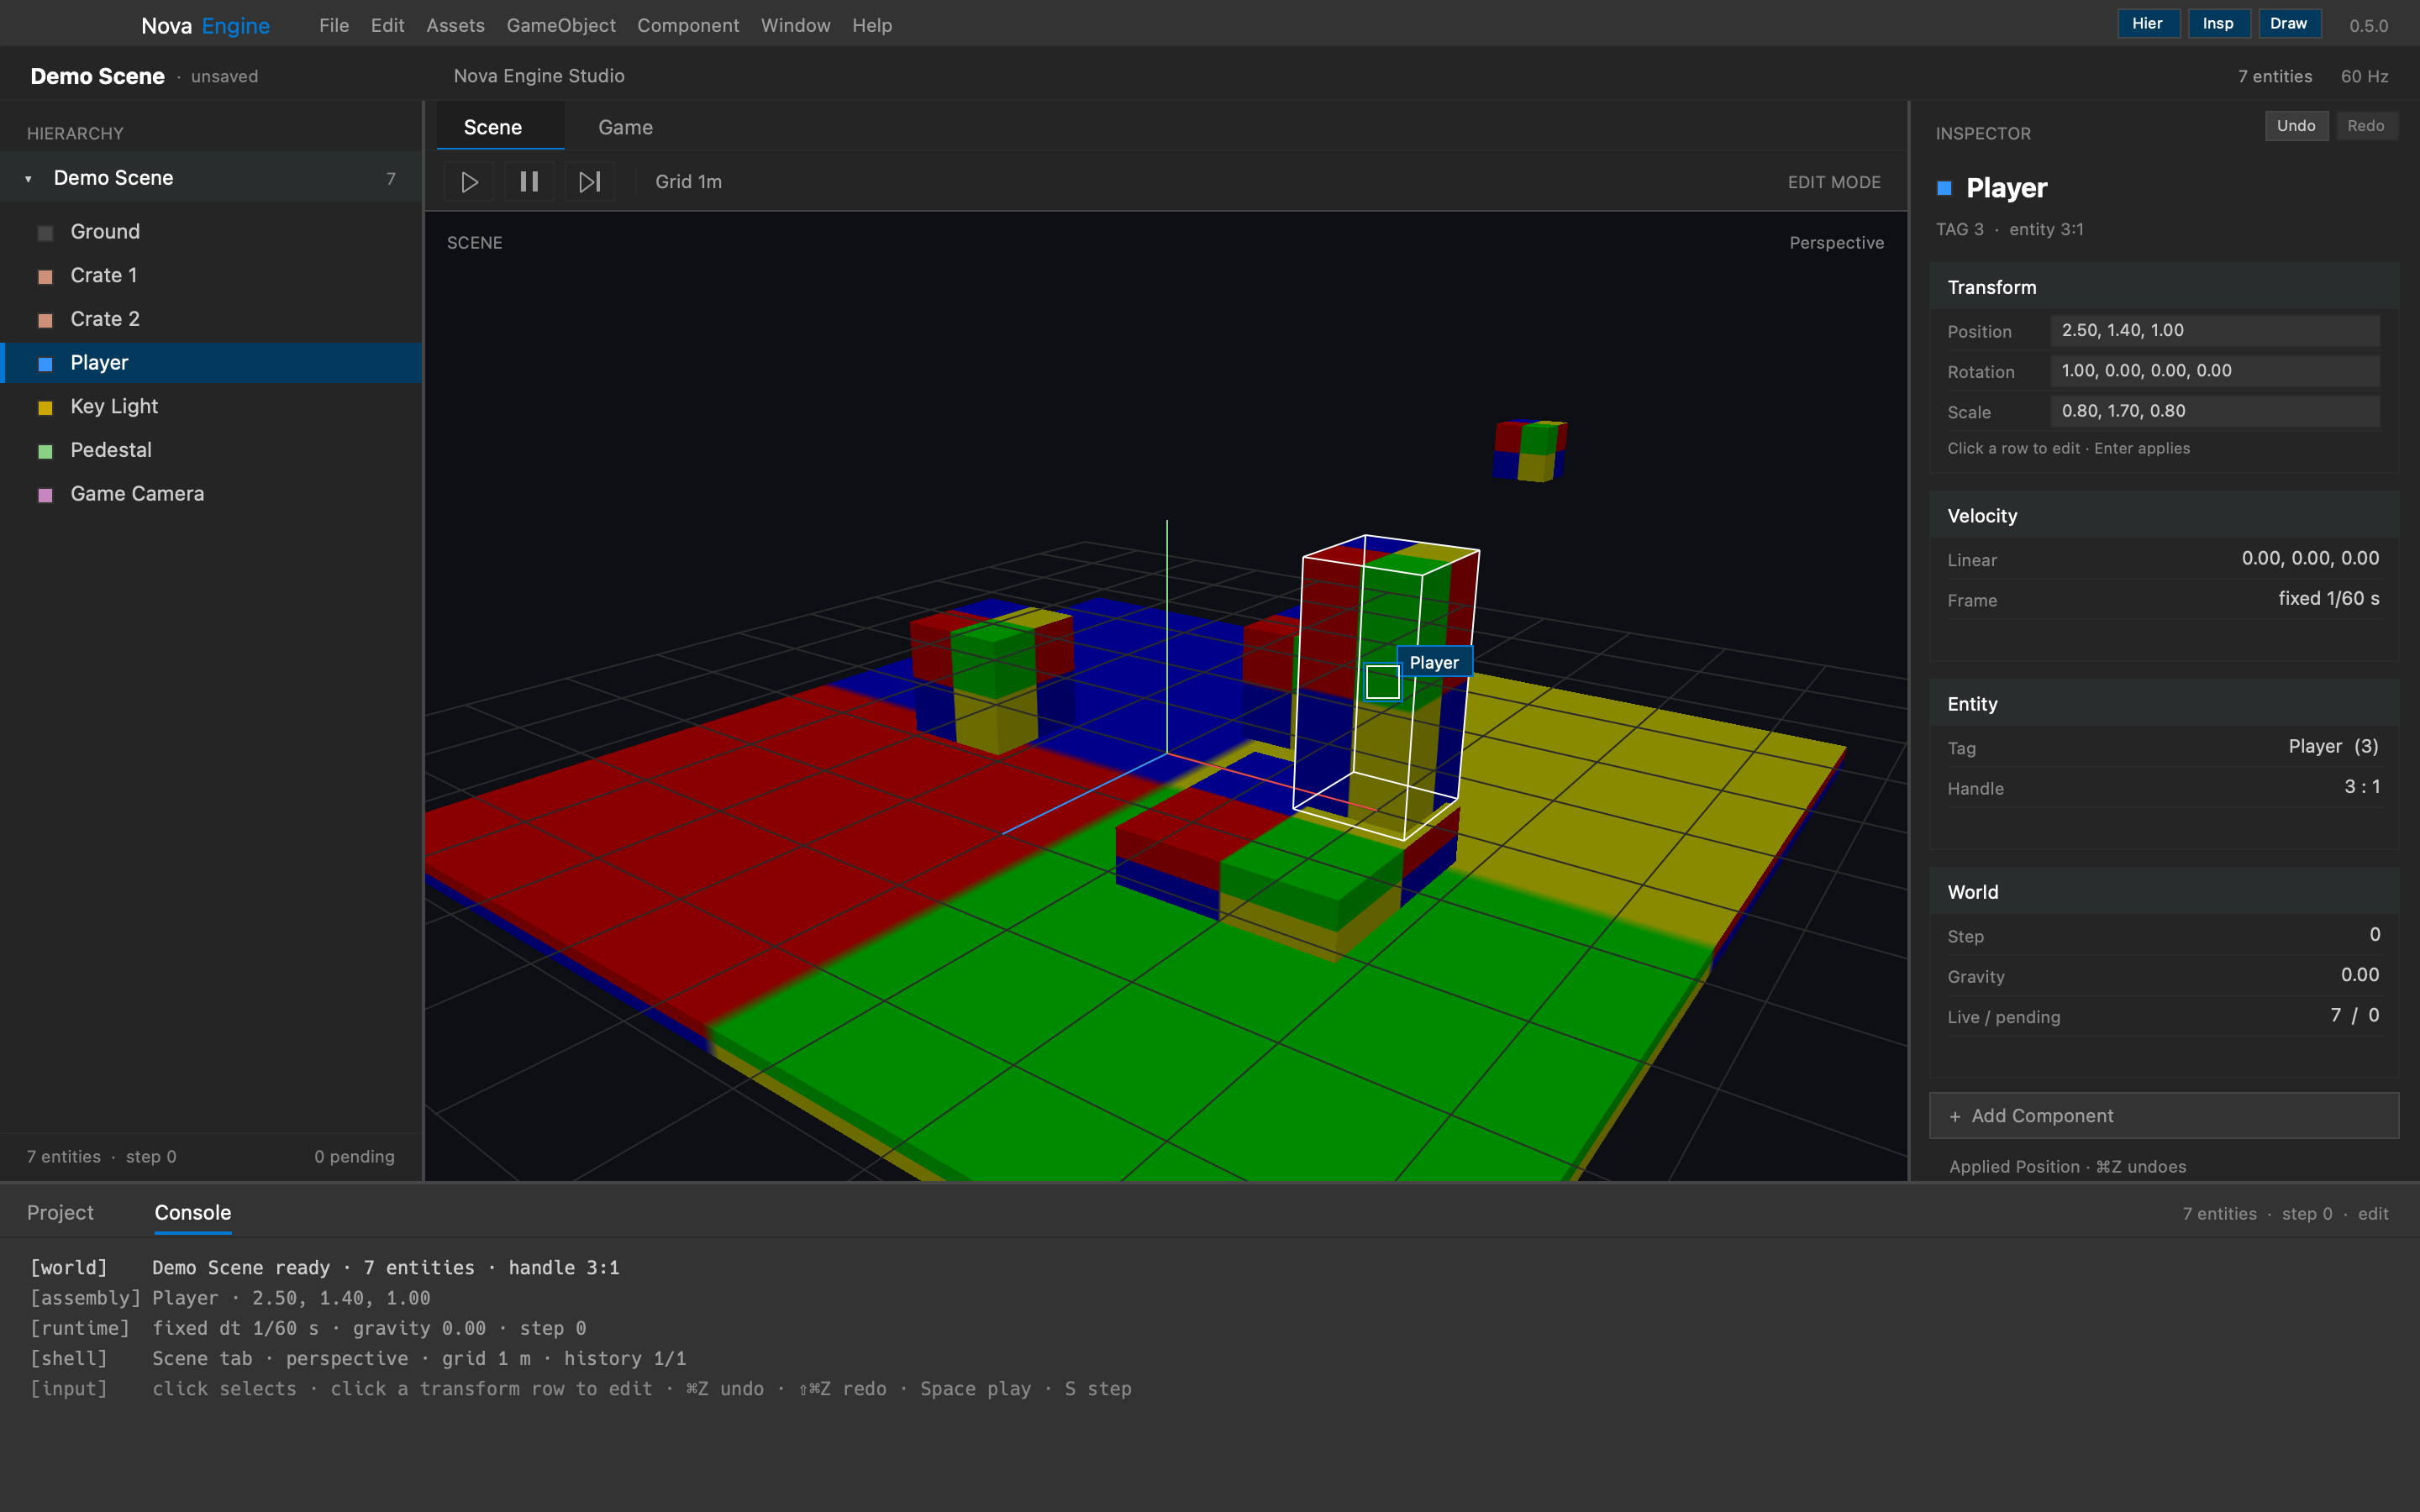 Nova Engine File Edit Assets GameObject Component Window Help Hier Insp Draw 0.5.0
Demo Scene · unsaved Nova Engine Studio 7 entities 60 Hz
HIERARCHY
▾ Demo Scene 7
Ground
Crate 1
Crate 2
Player
Key Light
Pedestal
Game Camera
7 entities · step 0 0 pending
Scene Game
Grid 1m EDIT MODE
SCENE Perspective
Player
INSPECTOR Undo Redo
Player
TAG 3 · entity 3:1
Transform
Position 2.50, 1.40, 1.00
Rotation 1.00, 0.00, 0.00, 0.00
Scale 0.80, 1.70, 0.80
Click a row to edit · Enter applies
Velocity
Linear 0.00, 0.00, 0.00
Frame fixed 1/60 s
Entity
Tag Player (3)
Handle 3 : 1
World
Step 0
Gravity 0.00
Live / pending 7 / 0
+ Add Component
Applied Position · ⌘Z undoes
Project Console 7 entities · step 0 · edit
[world] Demo Scene ready · 7 entities · handle 3:1
[assembly] Player · 2.50, 1.40, 1.00
[runtime] fixed dt 1/60 s · gravity 0.00 · step 0
[shell] Scene tab · perspective · grid 1 m · history 1/1
[input] click selects · click a transform row to edit · ⌘Z undo · ⇧⌘Z redo · Space play · S step